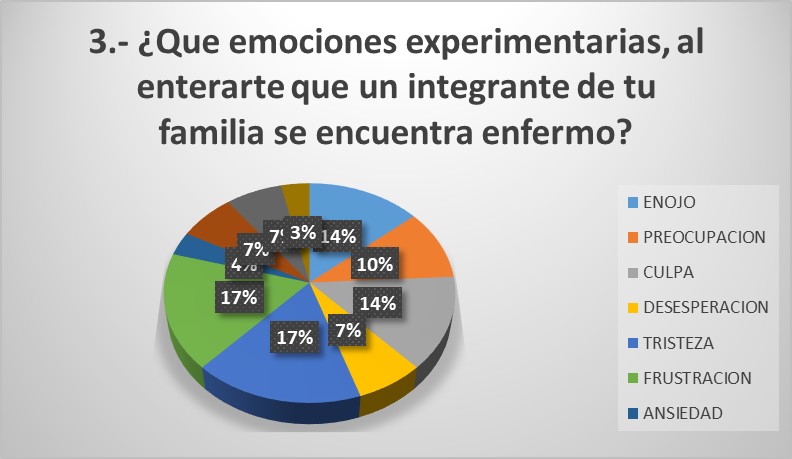 3.- ¿Que emociones experimentarias, al
enterarte que un integrante de tu
familia se encuentra enfermo?
14%
10%
14%
7%
17%
17%
4%
7%
7%
3%
ENOJO
PREOCUPACION
CULPA
DESESPERACION
TRISTEZA
FRUSTRACION
ANSIEDAD